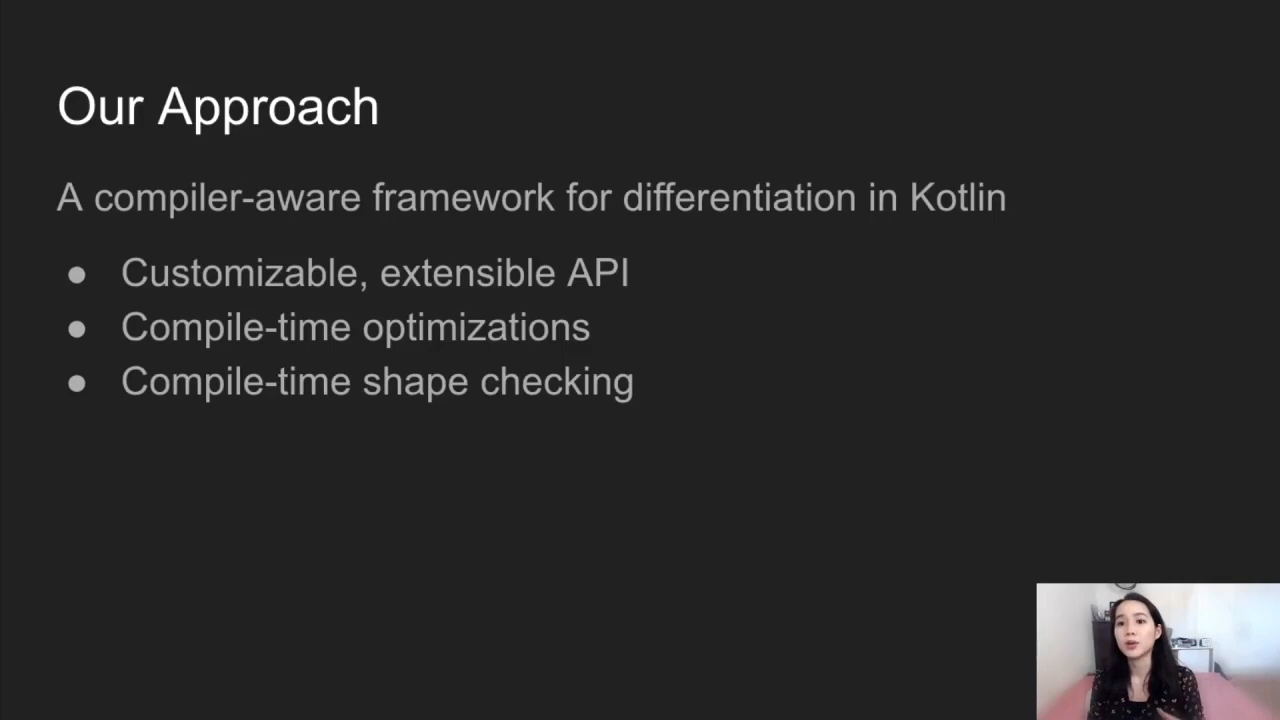 Our Approach
A compiler-aware framework for differentiation in Kotlin
● Customizable, extensible API
● Compile-time optimizations
● Compile-time shape checking